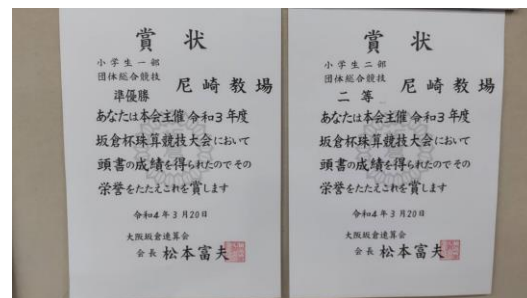 賞状
小学生一部
団体総合競技
尼崎教場
準優勝
あなたは本会主催令和3年度
坂倉杯珠算競技大会において
頭書の成績を得られたのでその
栄誉をたたえこれを賞します
令和4年3月20日
大阪坂倉連算会
会長 松本富夫
賞状
小学生二部
団体総合競技
尼崎教場
二等
あなたは本会主催令和3年度
坂倉杯珠算競技大会において
頭書の成績を得られたのでその
栄誉をたたえこれを賞します
令和4年3月20日
大阪坂倉連算会
会長 松本富夫